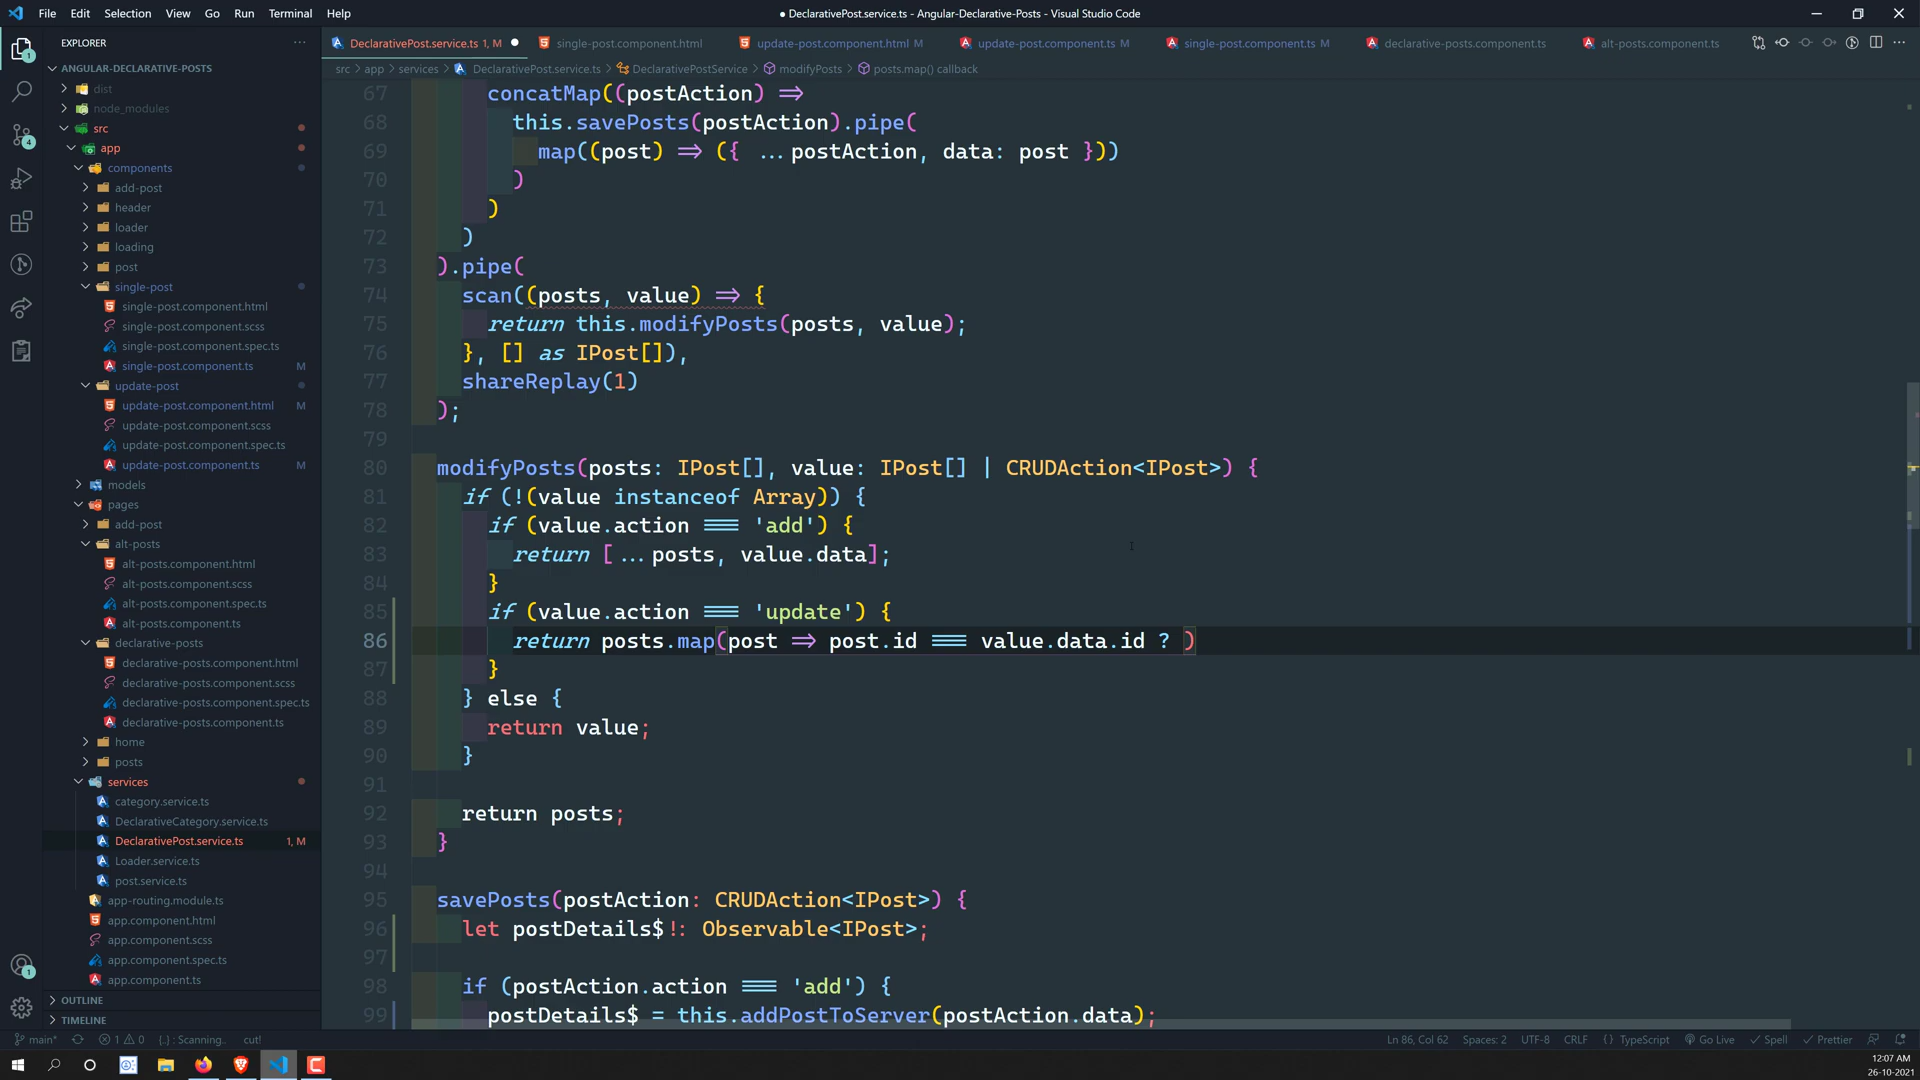 File Edit Selection View Go Run Terminal Help
● DeclarativePost.service.ts - Angular-Declarative-Posts - Visual Studio Code
EXPLORER
DeclarativePost.service.ts 1, M
single-post.component.html
update-post.component.html M
update-post.component.ts M
single-post.component.ts M
declarative-posts.component.ts
alt-posts.component.ts
src > app > services > DeclarativePost.service.ts > DeclarativePostService > modifyPosts > posts.map() callback
ANGULAR-DECLARATIVE-POSTS
dist
node_modules
src
app
components
add-post
header
loader
loading
post
single-post
single-post.component.html
single-post.component.scss
single-post.component.spec.ts
single-post.component.ts M
update-post
update-post.component.html M
update-post.component.scss
update-post.component.spec.ts
update-post.component.ts M
models
pages
add-post
alt-posts
alt-posts.component.html
alt-posts.component.scss
alt-posts.component.spec.ts
alt-posts.component.ts
declarative-posts
declarative-posts.component.html
declarative-posts.component.scss
declarative-posts.component.spec.ts
declarative-posts.component.ts
home
posts
services
category.service.ts
DeclarativeCategory.service.ts
DeclarativePost.service.ts 1, M
Loader.service.ts
post.service.ts
app-routing.module.ts
app.component.html
app.component.scss
app.component.spec.ts
app.component.ts
OUTLINE
TIMELINE
67 concatMap((postAction) =>
68 this.savePosts(postAction).pipe(
69 map((post) => ({ ...postAction, data: post }))
70 )
71 )
72 )
73 ).pipe(
74 scan((posts, value) => {
75 return this.modifyPosts(posts, value);
76 }, [] as IPost[]),
77 shareReplay(1)
78 );
79
80 modifyPosts(posts: IPost[], value: IPost[] | CRUDAction<IPost>) {
81 if (!(value instanceof Array)) {
82 if (value.action === 'add') {
83 return [...posts, value.data];
84 }
85 if (value.action === 'update') {
86 return posts.map(post => post.id === value.data.id ? )
87 }
88 } else {
89 return value;
90 }
91
92 return posts;
93 }
94
95 savePosts(postAction: CRUDAction<IPost>) {
96 let postDetails$!: Observable<IPost>;
97
98 if (postAction.action === 'add') {
99 postDetails$ = this.addPostToServer(postAction.data);
main* 1 0 {..} : Scanning.. cut! Ln 86, Col 62 Spaces: 2 UTF-8 CRLF {} TypeScript Go Live Spell Prettier
12:07 AM
26-10-2021